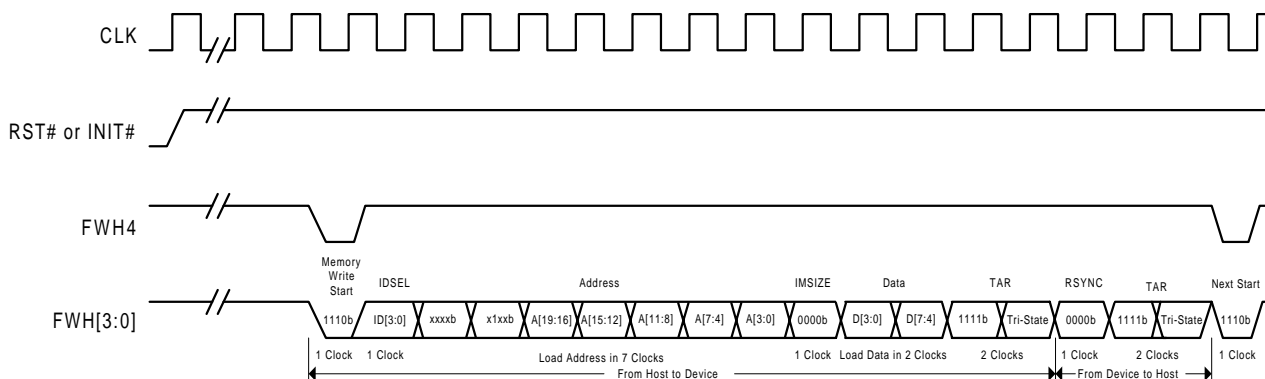 CLK
RST# or INIT#
FWH4
Memory
Write
Start
IDSEL
Address
IMSIZE
Data
TAR
RSYNC
TAR
Next Start
FWH[3:0]
1110b
ID[3:0]
xxxxb
x1xxb
A[19:16]
A[15:12]
A[11:8]
A[7:4]
A[3:0]
0000b
D[3:0]
D[7:4]
1111b
Tri-State
0000b
1111b
Tri-State
1110b
1 Clock
1 Clock
Load Address in 7 Clocks
1 Clock
Load Data in 2 Clocks
2 Clocks
1 Clock
2 Clocks
1 Clock
From Host to Device
From Device to Host